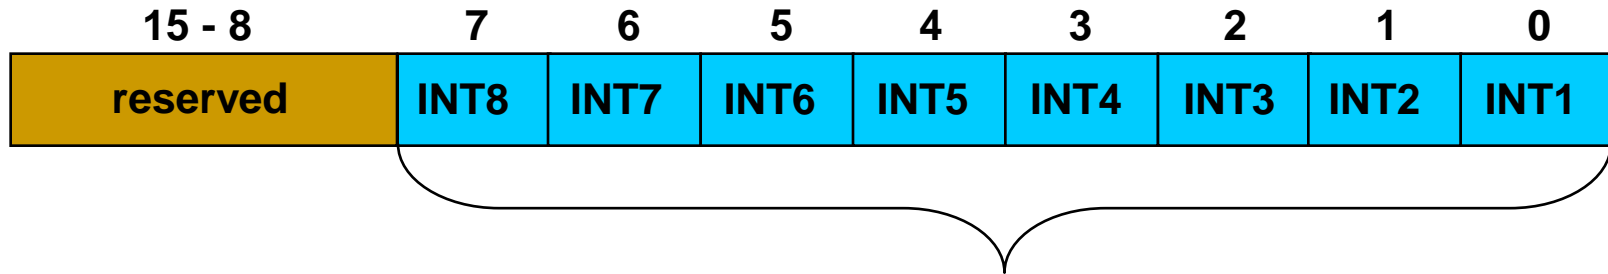 15 - 8 7 6 5 4 3 2 1 0
reserved INT8 INT7 INT6 INT5 INT4 INT3 INT2 INT1